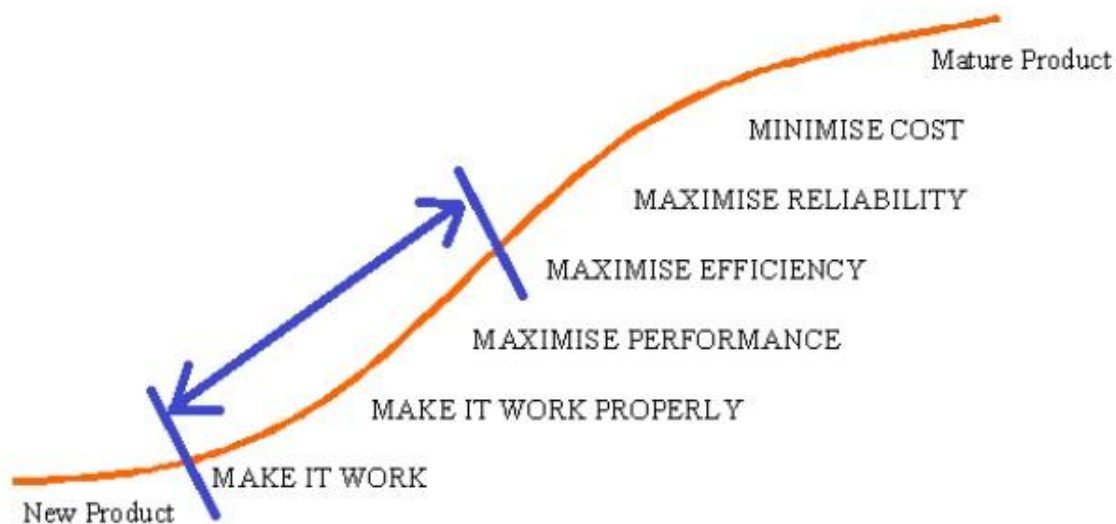 Mature Product
MINIMISE COST
MAXIMISE RELIABILITY
MAXIMISE EFFICIENCY
MAXIMISE PERFORMANCE
MAKE IT WORK PROPERLY
MAKE IT WORK
New Product